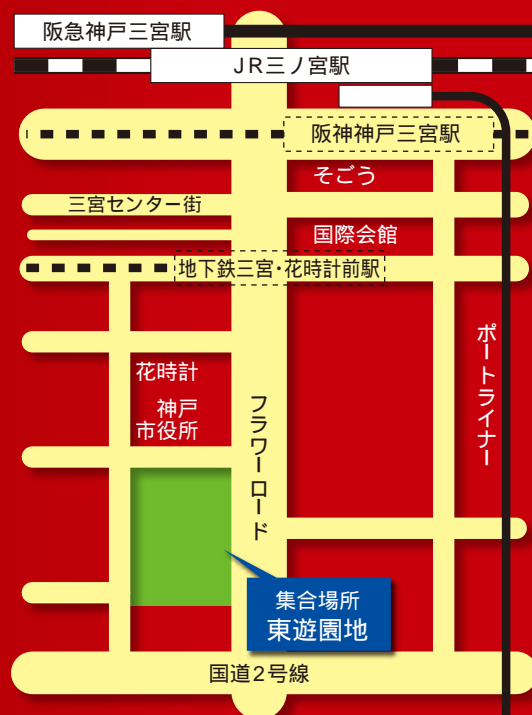 阪急神戸三宮駅
JR三ノ宮駅
阪神神戸三宮駅
そごう
三宮センター街
国際会館
地下鉄三宮・花時計前駅
ポートライナー
花時計
神戸
市役所
フラワーロード
集合場所
東遊園地
国道2号線